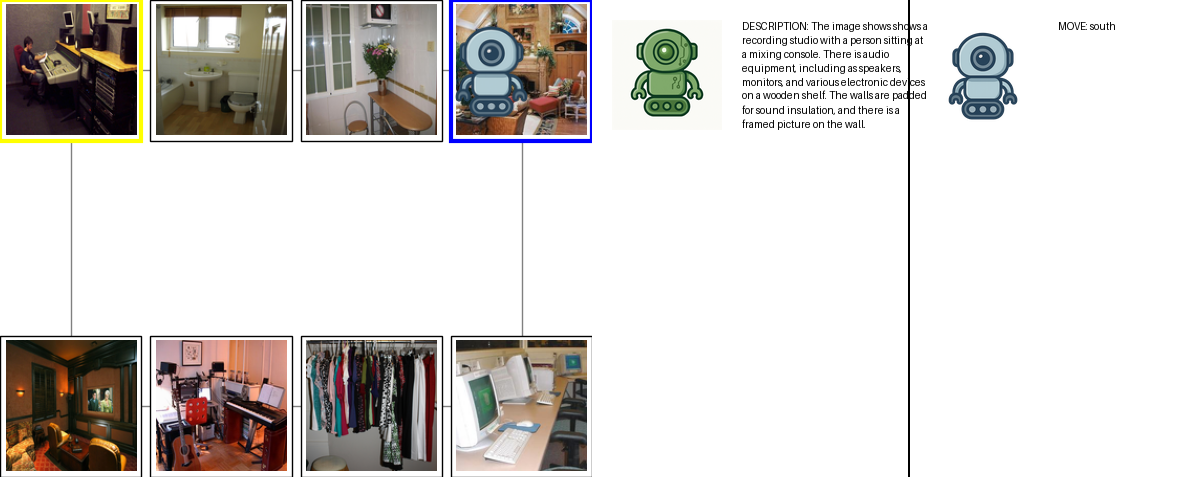 DESCRIPTION: The image shows shows a
recording studio with a person sitting at
a mixing console. There is audio
equipment, including as speakers,
monitors, and various electronic devices
on a wooden shelf. The walls are padded
for sound insulation, and there is a
framed picture on the wall.
MOVE: south